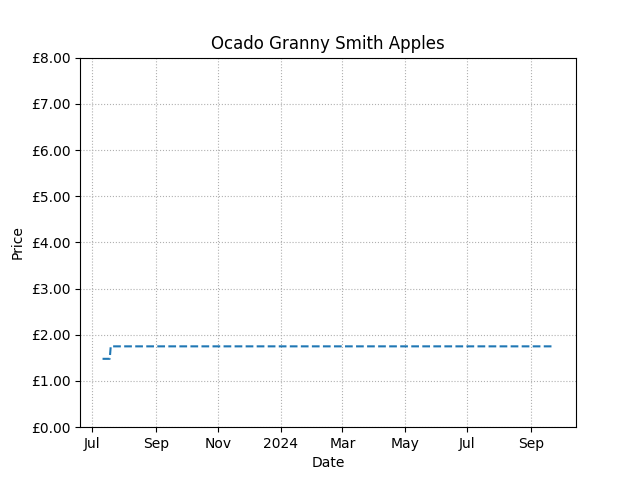 Ocado Granny Smith Apples
£8.00
£7.00
£6.00
£5.00
£4.00
£3.00
£2.00
£1.00
£0.00
Price
Jul Sep Nov 2024 Mar May Jul Sep
Date